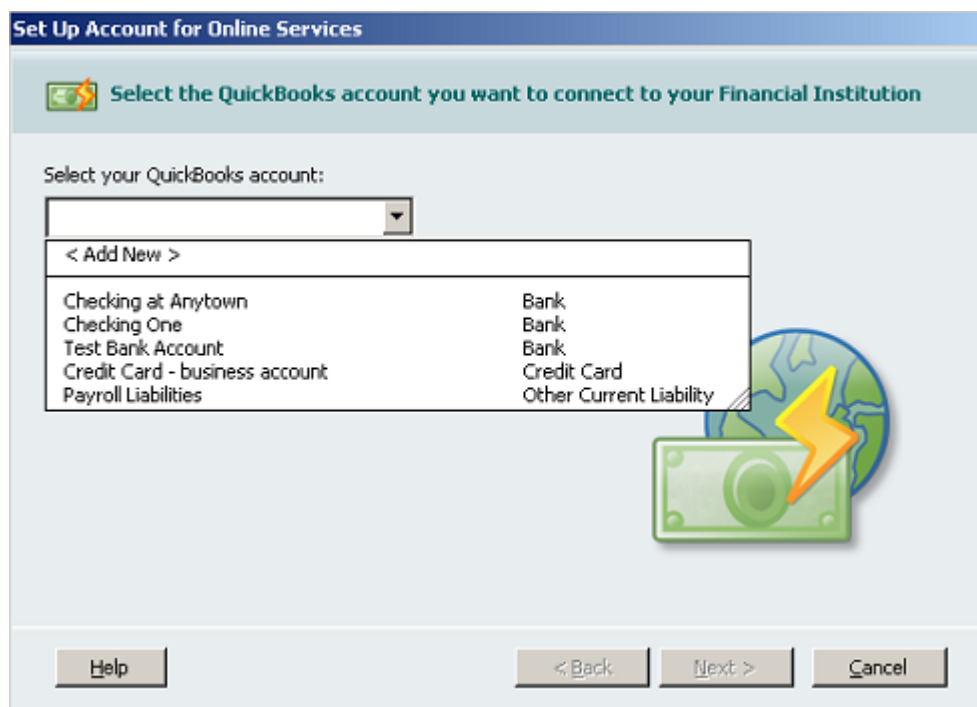 Set Up Account for Online Services
Select the QuickBooks account you want to connect to your Financial Institution
Select your QuickBooks account:
< Add New >
Checking at Anytown Bank
Checking One Bank
Test Bank Account Bank
Credit Card - business account Credit Card
Payroll Liabilities Other Current Liability
Help < Back Next > Cancel